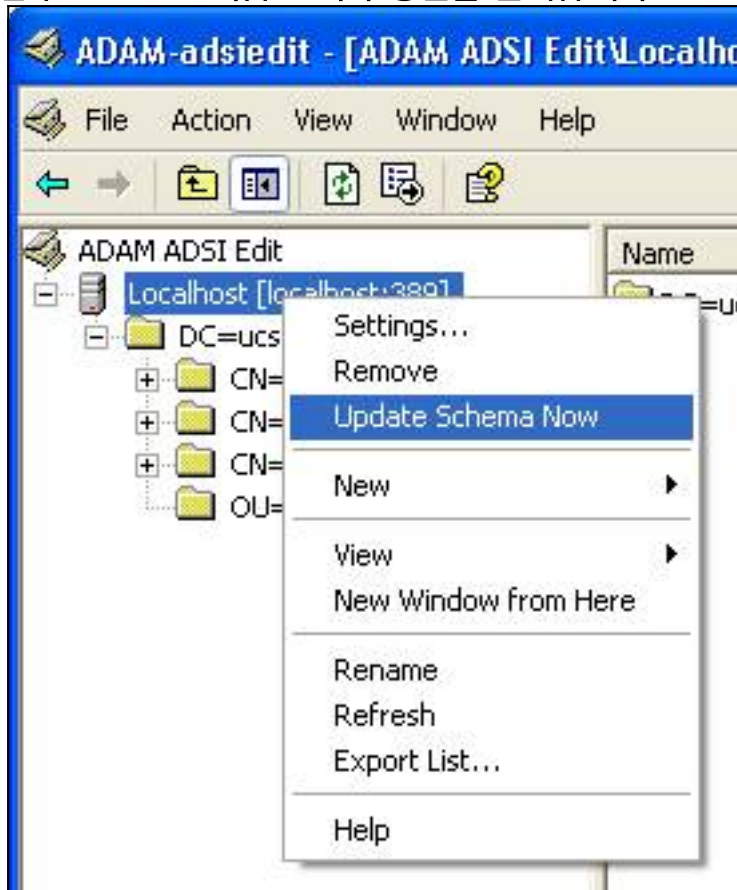 ADAM-adsiedit - [ADAM ADSI Edit\Localho
File Action View Window Help
ADAM ADSI Edit
Name
Localhost [localhost:389]
DC=ucs
CN=
CN=
CN=
OU=
Settings...
Remove
Update Schema Now
New
View
New Window from Here
Rename
Refresh
Export List...
Help